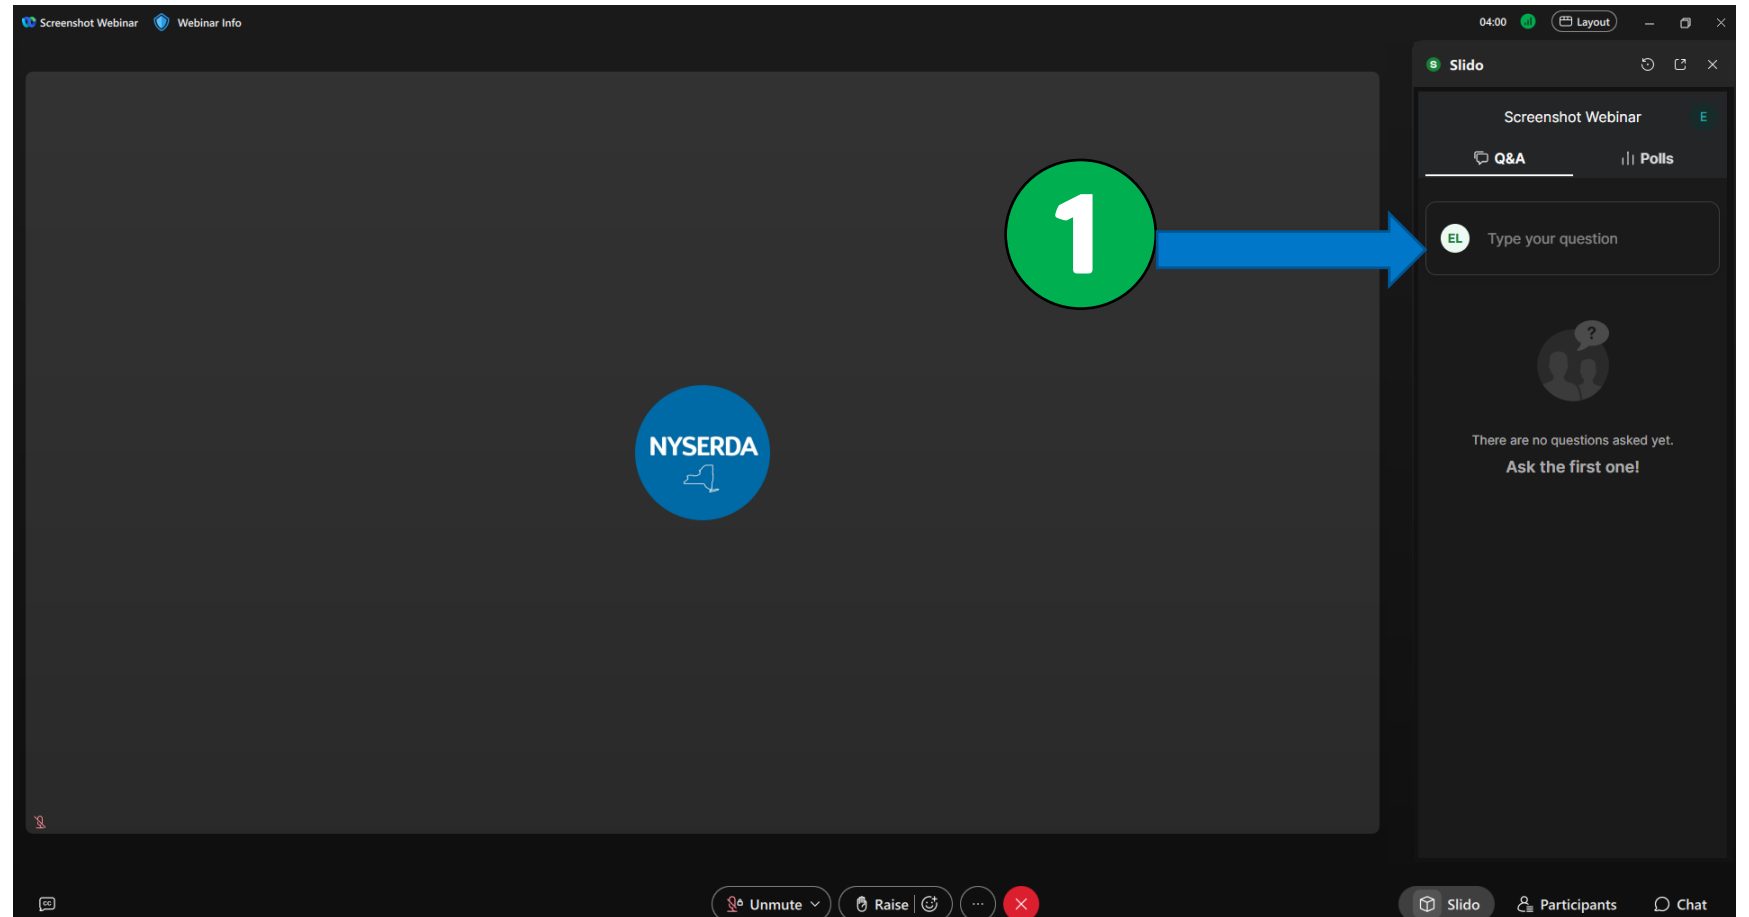 Screenshot Webinar
Webinar Info
04:00
Layout
S Slido
Screenshot Webinar E
Q&A
Polls
1
EL Type your question
?
There are no questions asked yet.
Ask the first one!
NYSERDA
CC
Unmute
Raise
Slido
Participants
Chat